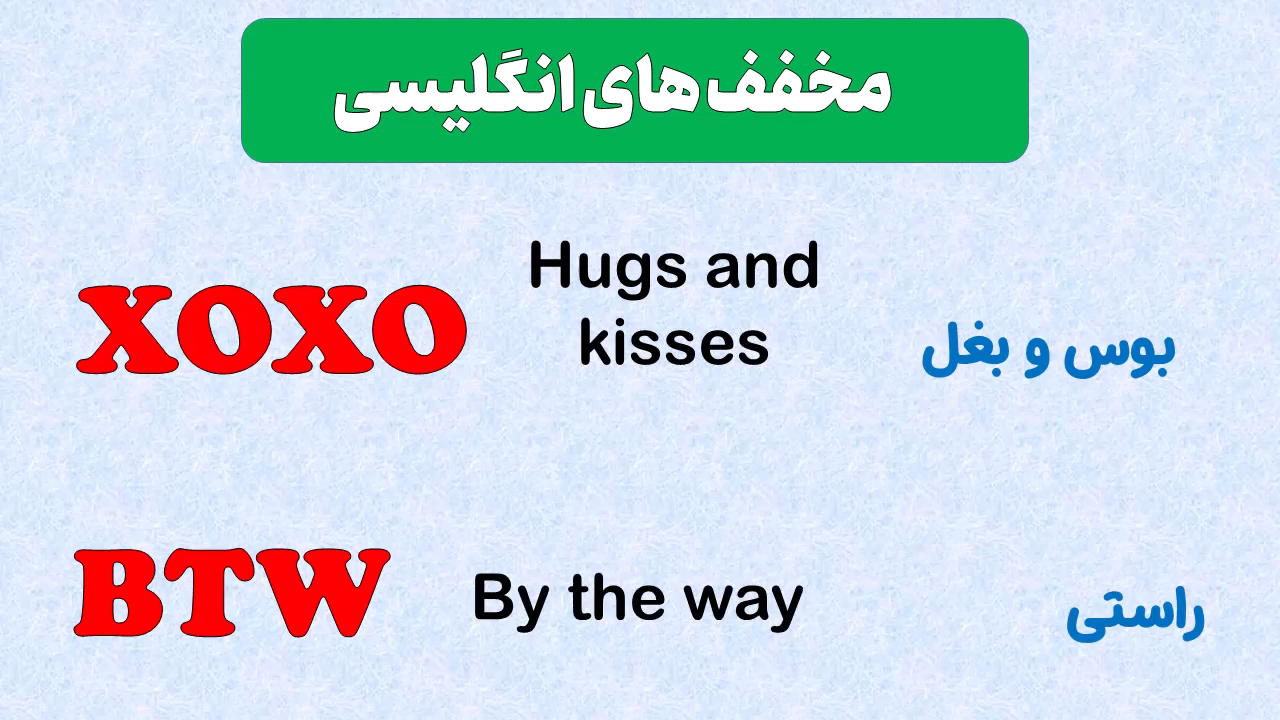 مخفف‌های انگلیسی
XOXO
Hugs and
kisses
بوس و بغل
BTW
By the way
راستی